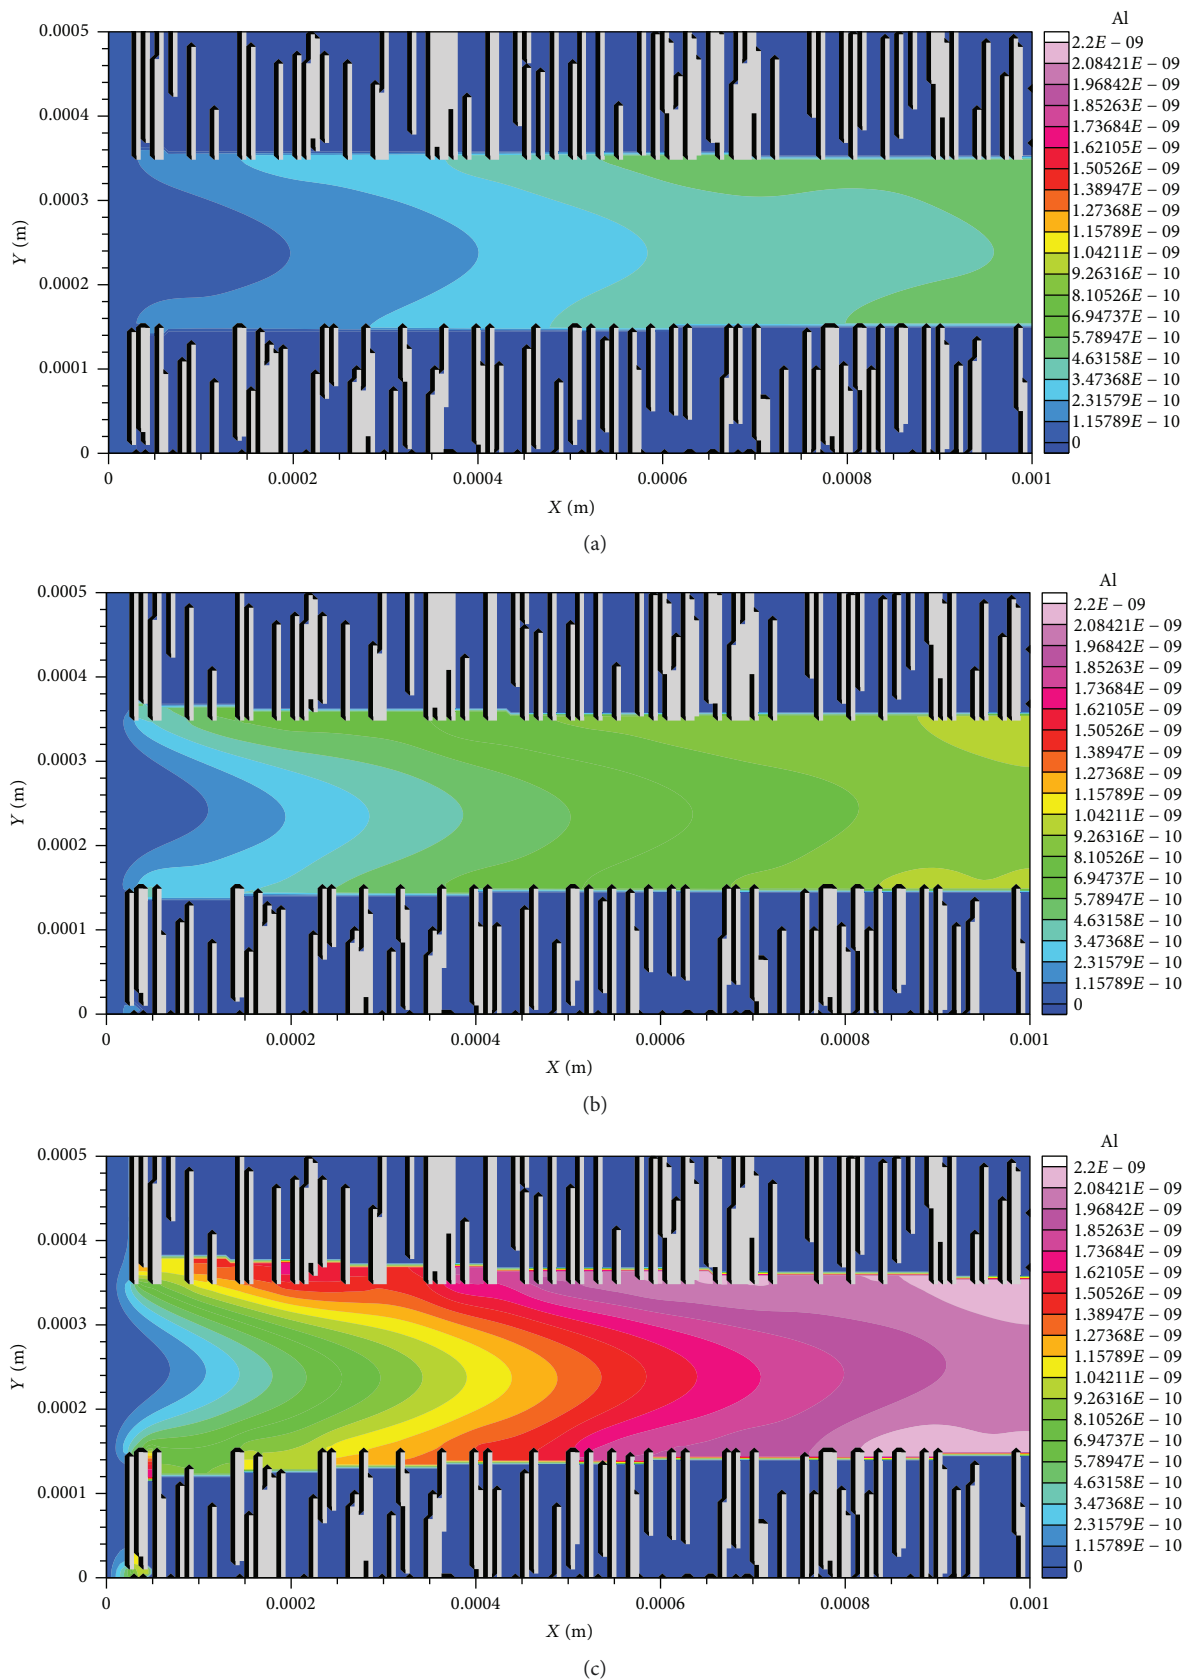 Al
0.0005
0.0004
0.0003
0.0002
0.0001
0
Y (m)
0 0.0002 0.0004 0.0006 0.0008 0.001
X (m)
2.2E − 09
2.08421E − 09
1.96842E − 09
1.85263E − 09
1.73684E − 09
1.62105E − 09
1.50526E − 09
1.38947E − 09
1.27368E − 09
1.15789E − 09
1.04211E − 09
9.26316E − 10
8.10526E − 10
6.94737E − 10
5.78947E − 10
4.63158E − 10
3.47368E − 10
2.31579E − 10
1.15789E − 10
0
(a)
Al
0.0005
0.0004
0.0003
0.0002
0.0001
0
Y (m)
0 0.0002 0.0004 0.0006 0.0008 0.001
X (m)
2.2E − 09
2.08421E − 09
1.96842E − 09
1.85263E − 09
1.73684E − 09
1.62105E − 09
1.50526E − 09
1.38947E − 09
1.27368E − 09
1.15789E − 09
1.04211E − 09
9.26316E − 10
8.10526E − 10
6.94737E − 10
5.78947E − 10
4.63158E − 10
3.47368E − 10
2.31579E − 10
1.15789E − 10
0
(b)
Al
0.0005
0.0004
0.0003
0.0002
0.0001
0
Y (m)
0 0.0002 0.0004 0.0006 0.0008 0.001
X (m)
2.2E − 09
2.08421E − 09
1.96842E − 09
1.85263E − 09
1.73684E − 09
1.62105E − 09
1.50526E − 09
1.38947E − 09
1.27368E − 09
1.15789E − 09
1.04211E − 09
9.26316E − 10
8.10526E − 10
6.94737E − 10
5.78947E − 10
4.63158E − 10
3.47368E − 10
2.31579E − 10
1.15789E − 10
0
(c)